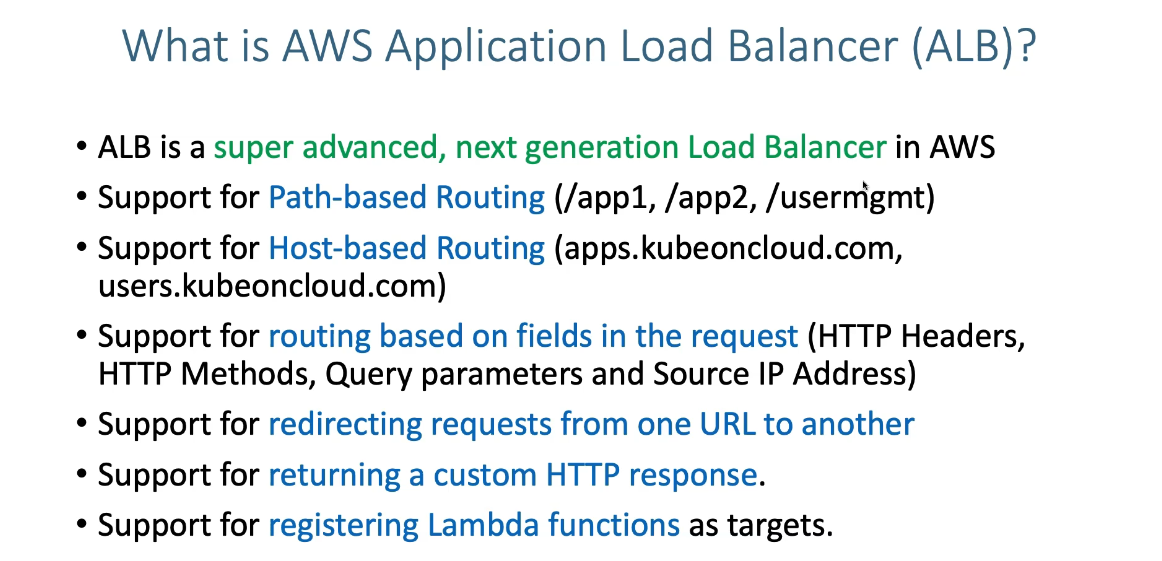 What is AWS Application Load Balancer (ALB)?
• ALB is a super advanced, next generation Load Balancer in AWS
• Support for Path-based Routing (/app1, /app2, /usermgmt)
• Support for Host-based Routing (apps.kubeoncloud.com,
users.kubeoncloud.com)
• Support for routing based on fields in the request (HTTP Headers,
HTTP Methods, Query parameters and Source IP Address)
• Support for redirecting requests from one URL to another
• Support for returning a custom HTTP response.
• Support for registering Lambda functions as targets.